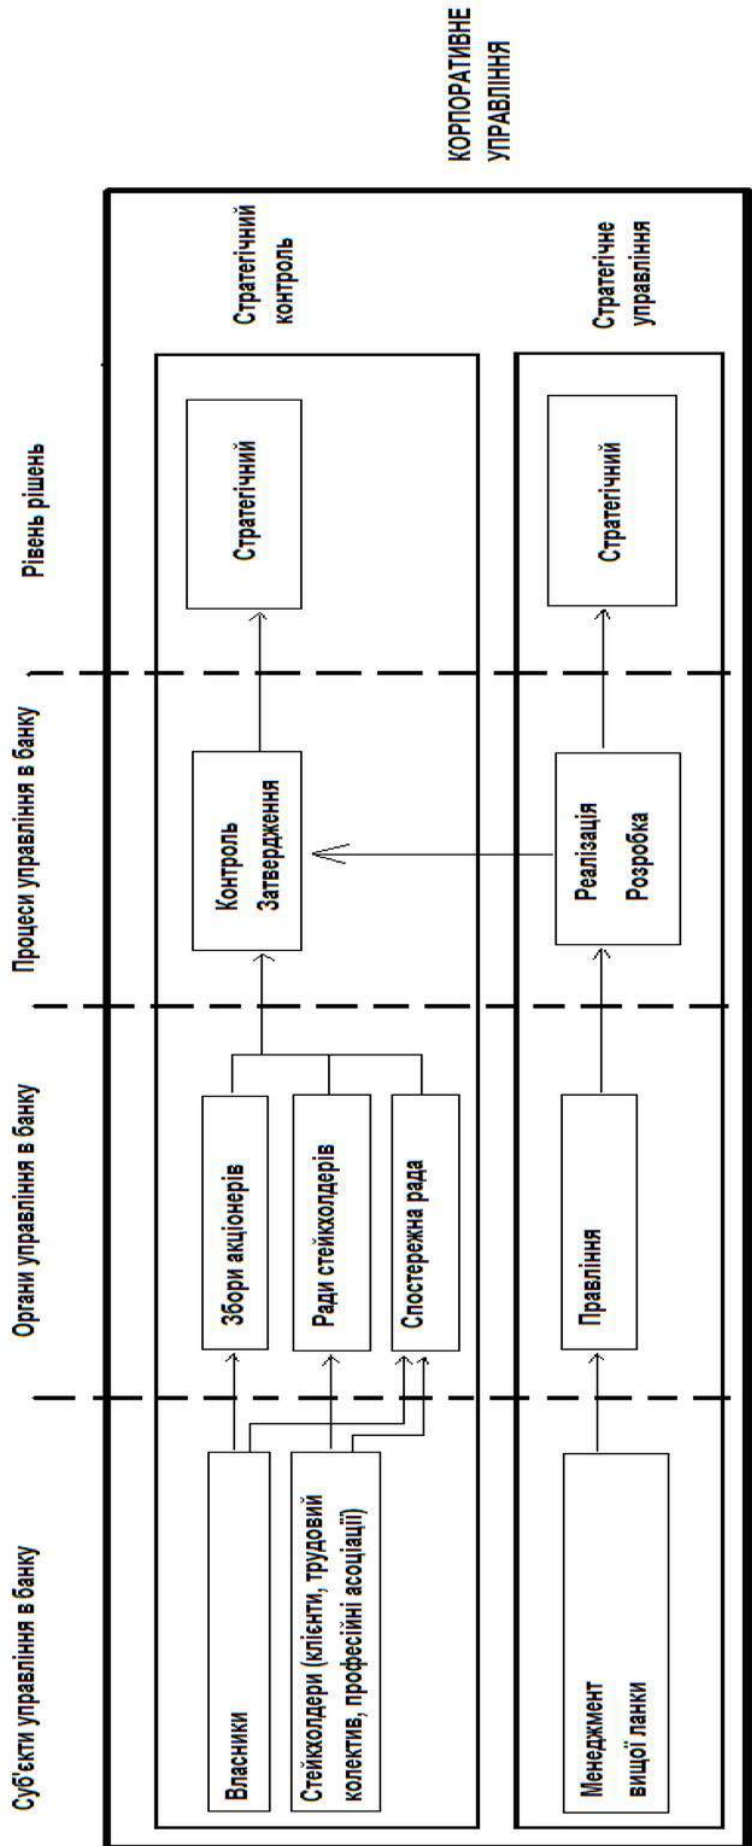 Суб'єкти управління в банку
Органи управління в банку
Процеси управління в банку
Рівень рішень
Власники
Стейкхолдери (клієнти, трудовий
колектив, професійні асоціації)
Збори акціонерів
Ради стейкхолдерів
Спостережна рада
Контроль
Затвердження
Стратегічний
Стратегічний
контроль
Менеджмент
вищої ланки
Правління
Реалізація
Розробка
Стратегічний
Стратегічне
управління
КОРПОРАТИВНЕ
УПРАВЛІННЯ